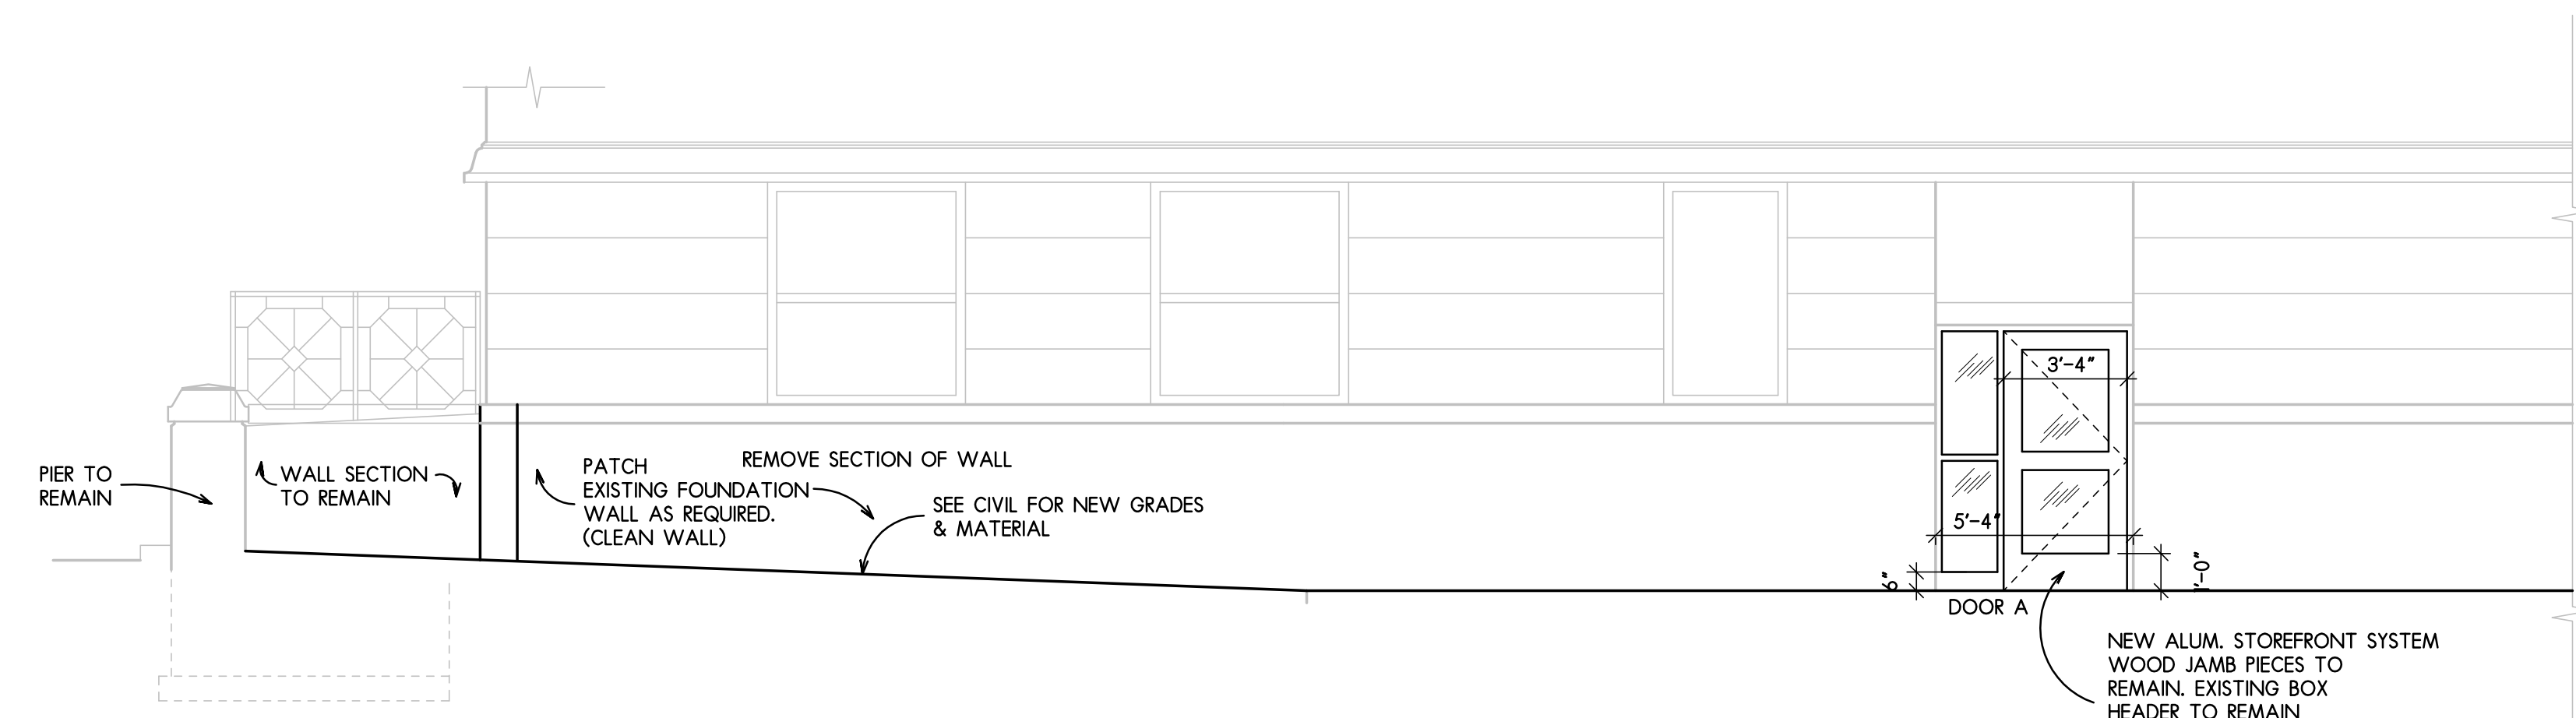 PIER TO
REMAIN
WALL SECTION
TO REMAIN
PATCH
EXISTING FOUNDATION
WALL AS REQUIRED.
(CLEAN WALL)
REMOVE SECTION OF WALL
SEE CIVIL FOR NEW GRADES
& MATERIAL
3'-4"
5'-4"
6"
1'-0"
DOOR A
NEW ALUM. STOREFRONT SYSTEM
WOOD JAMB PIECES TO
REMAIN. EXISTING BOX
HEADER TO REMAIN